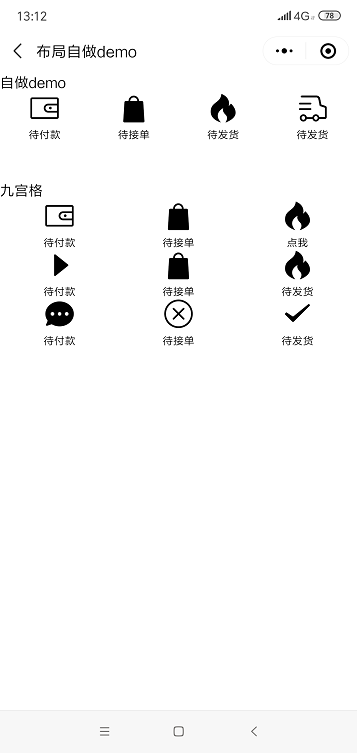 13:12 4G 78
布局自做demo
自做demo
待付款 待接单 待发货 待发货
九宫格
待付款 待接单 点我
待付款 待接单 待发货
待付款 待接单 待发货